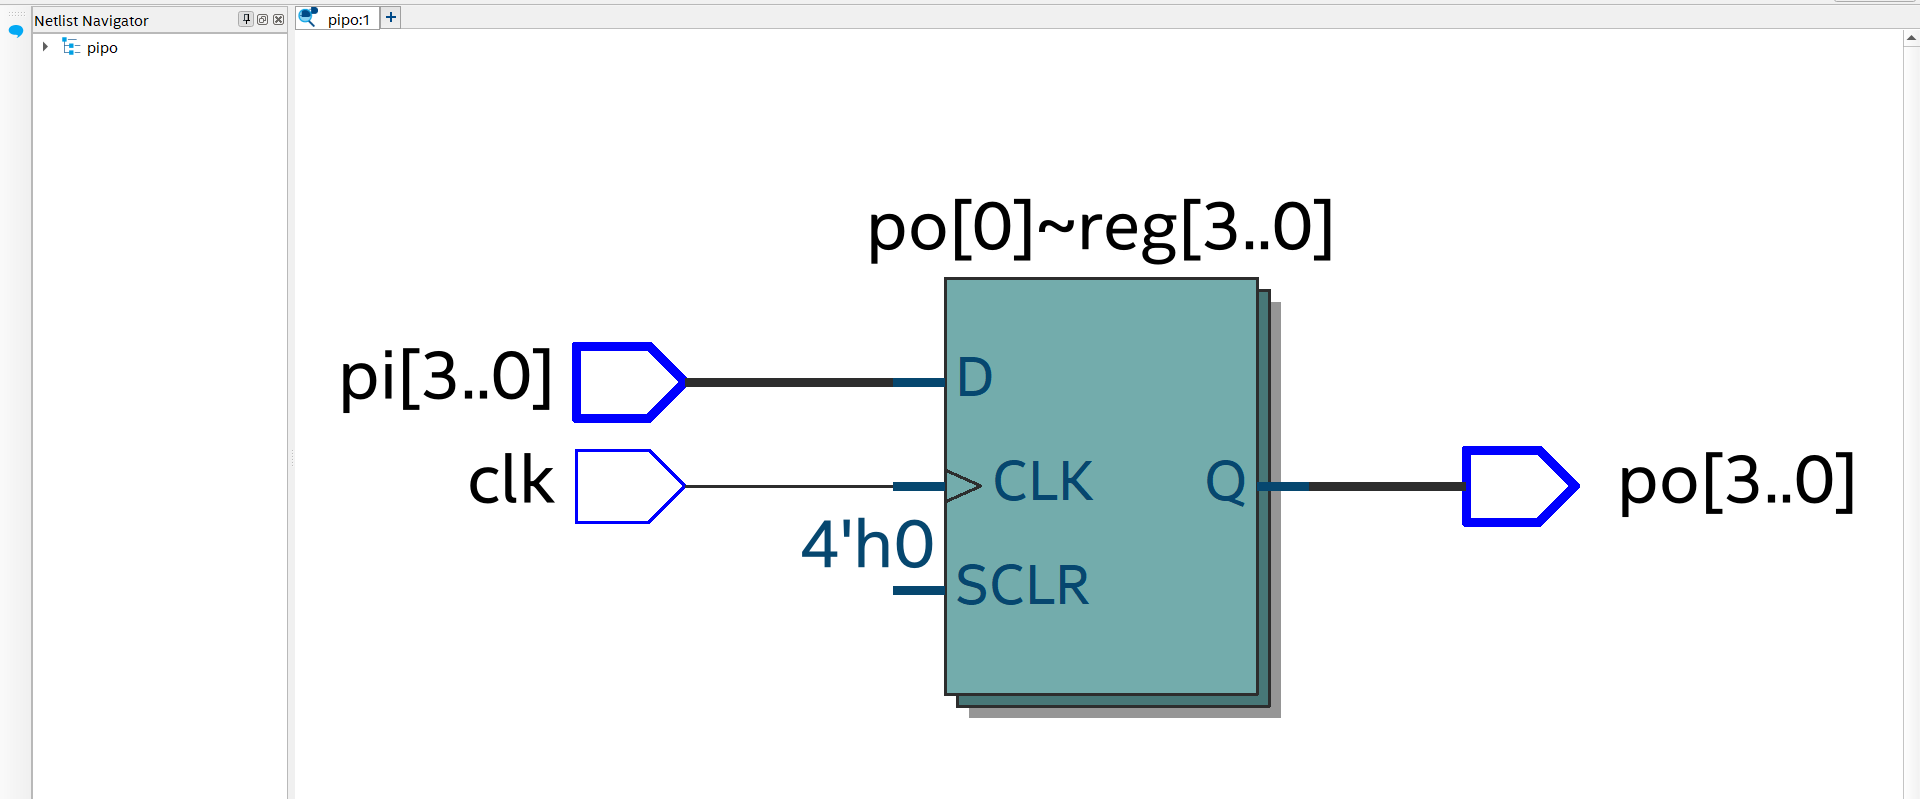 Netlist Navigator
pipo
pipo:1
po[0]~reg[3..0]
pi[3..0]
D
clk
CLK
Q
po[3..0]
4'h0
SCLR